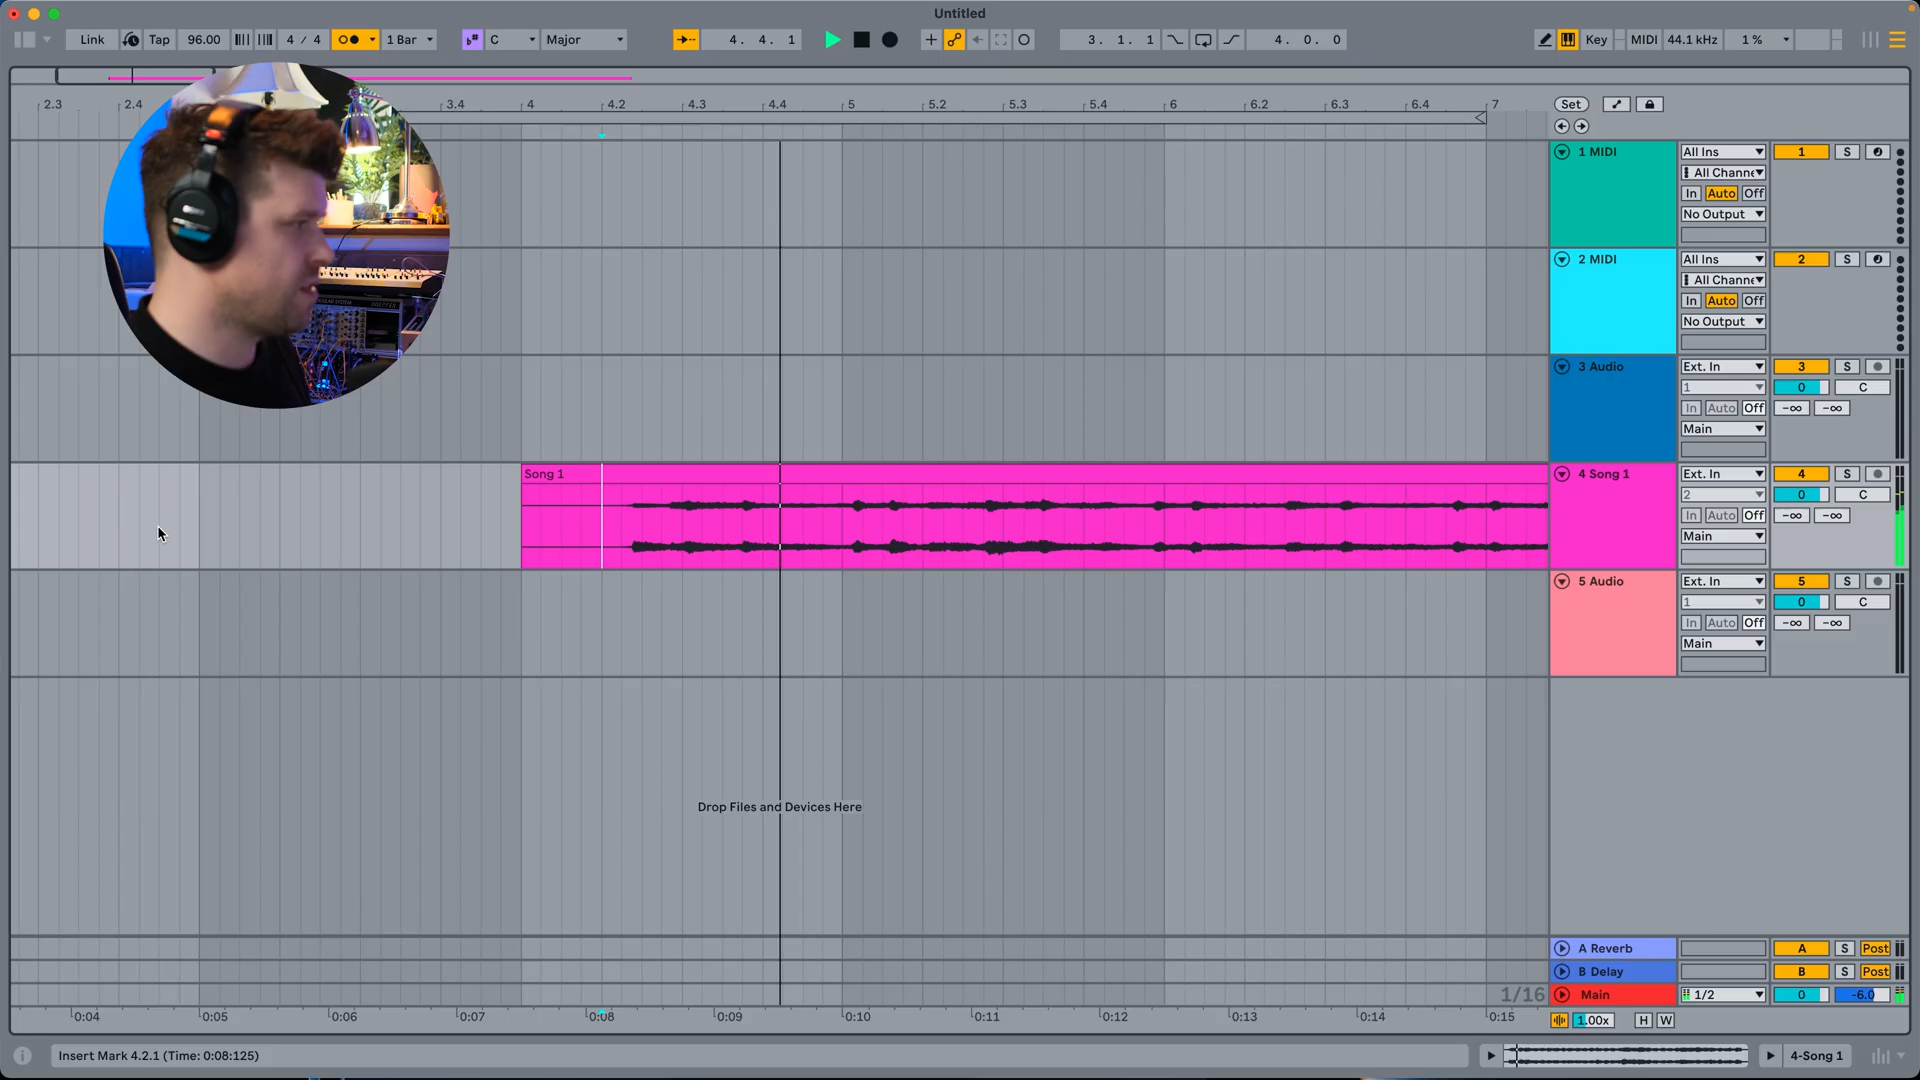 Untitled
Link Tap 96.00 4 / 4 1 Bar C Major 4. 4. 1 3. 1. 1 4. 0. 0 Key MIDI 44.1 kHz 1 %
2.3 2.4 3.4 4 4.2 4.3 4.4 5 5.2 5.3 5.4 6 6.2 6.3 6.4 7 Set
1 MIDI All Ins 1 S
All Channe
In Auto Off
No Output
2 MIDI All Ins 2 S
All Channe
In Auto Off
No Output
3 Audio Ext. In 3 S
1 0 C
In Auto Off -∞ -∞
Main
Song 1 4 Song 1 Ext. In 4 S
2 0 C
In Auto Off -∞ -∞
Main
5 Audio Ext. In 5 S
1 0 C
In Auto Off -∞ -∞
Main
Drop Files and Devices Here
A Reverb A S Post
B Delay B S Post
1/16 Main 1/2 0 -6.0
0:04 0:05 0:06 0:07 0:08 0:09 0:10 0:11 0:12 0:13 0:14 0:15 1.00x H W
Insert Mark 4.2.1 (Time: 0:08:125) 4-Song 1